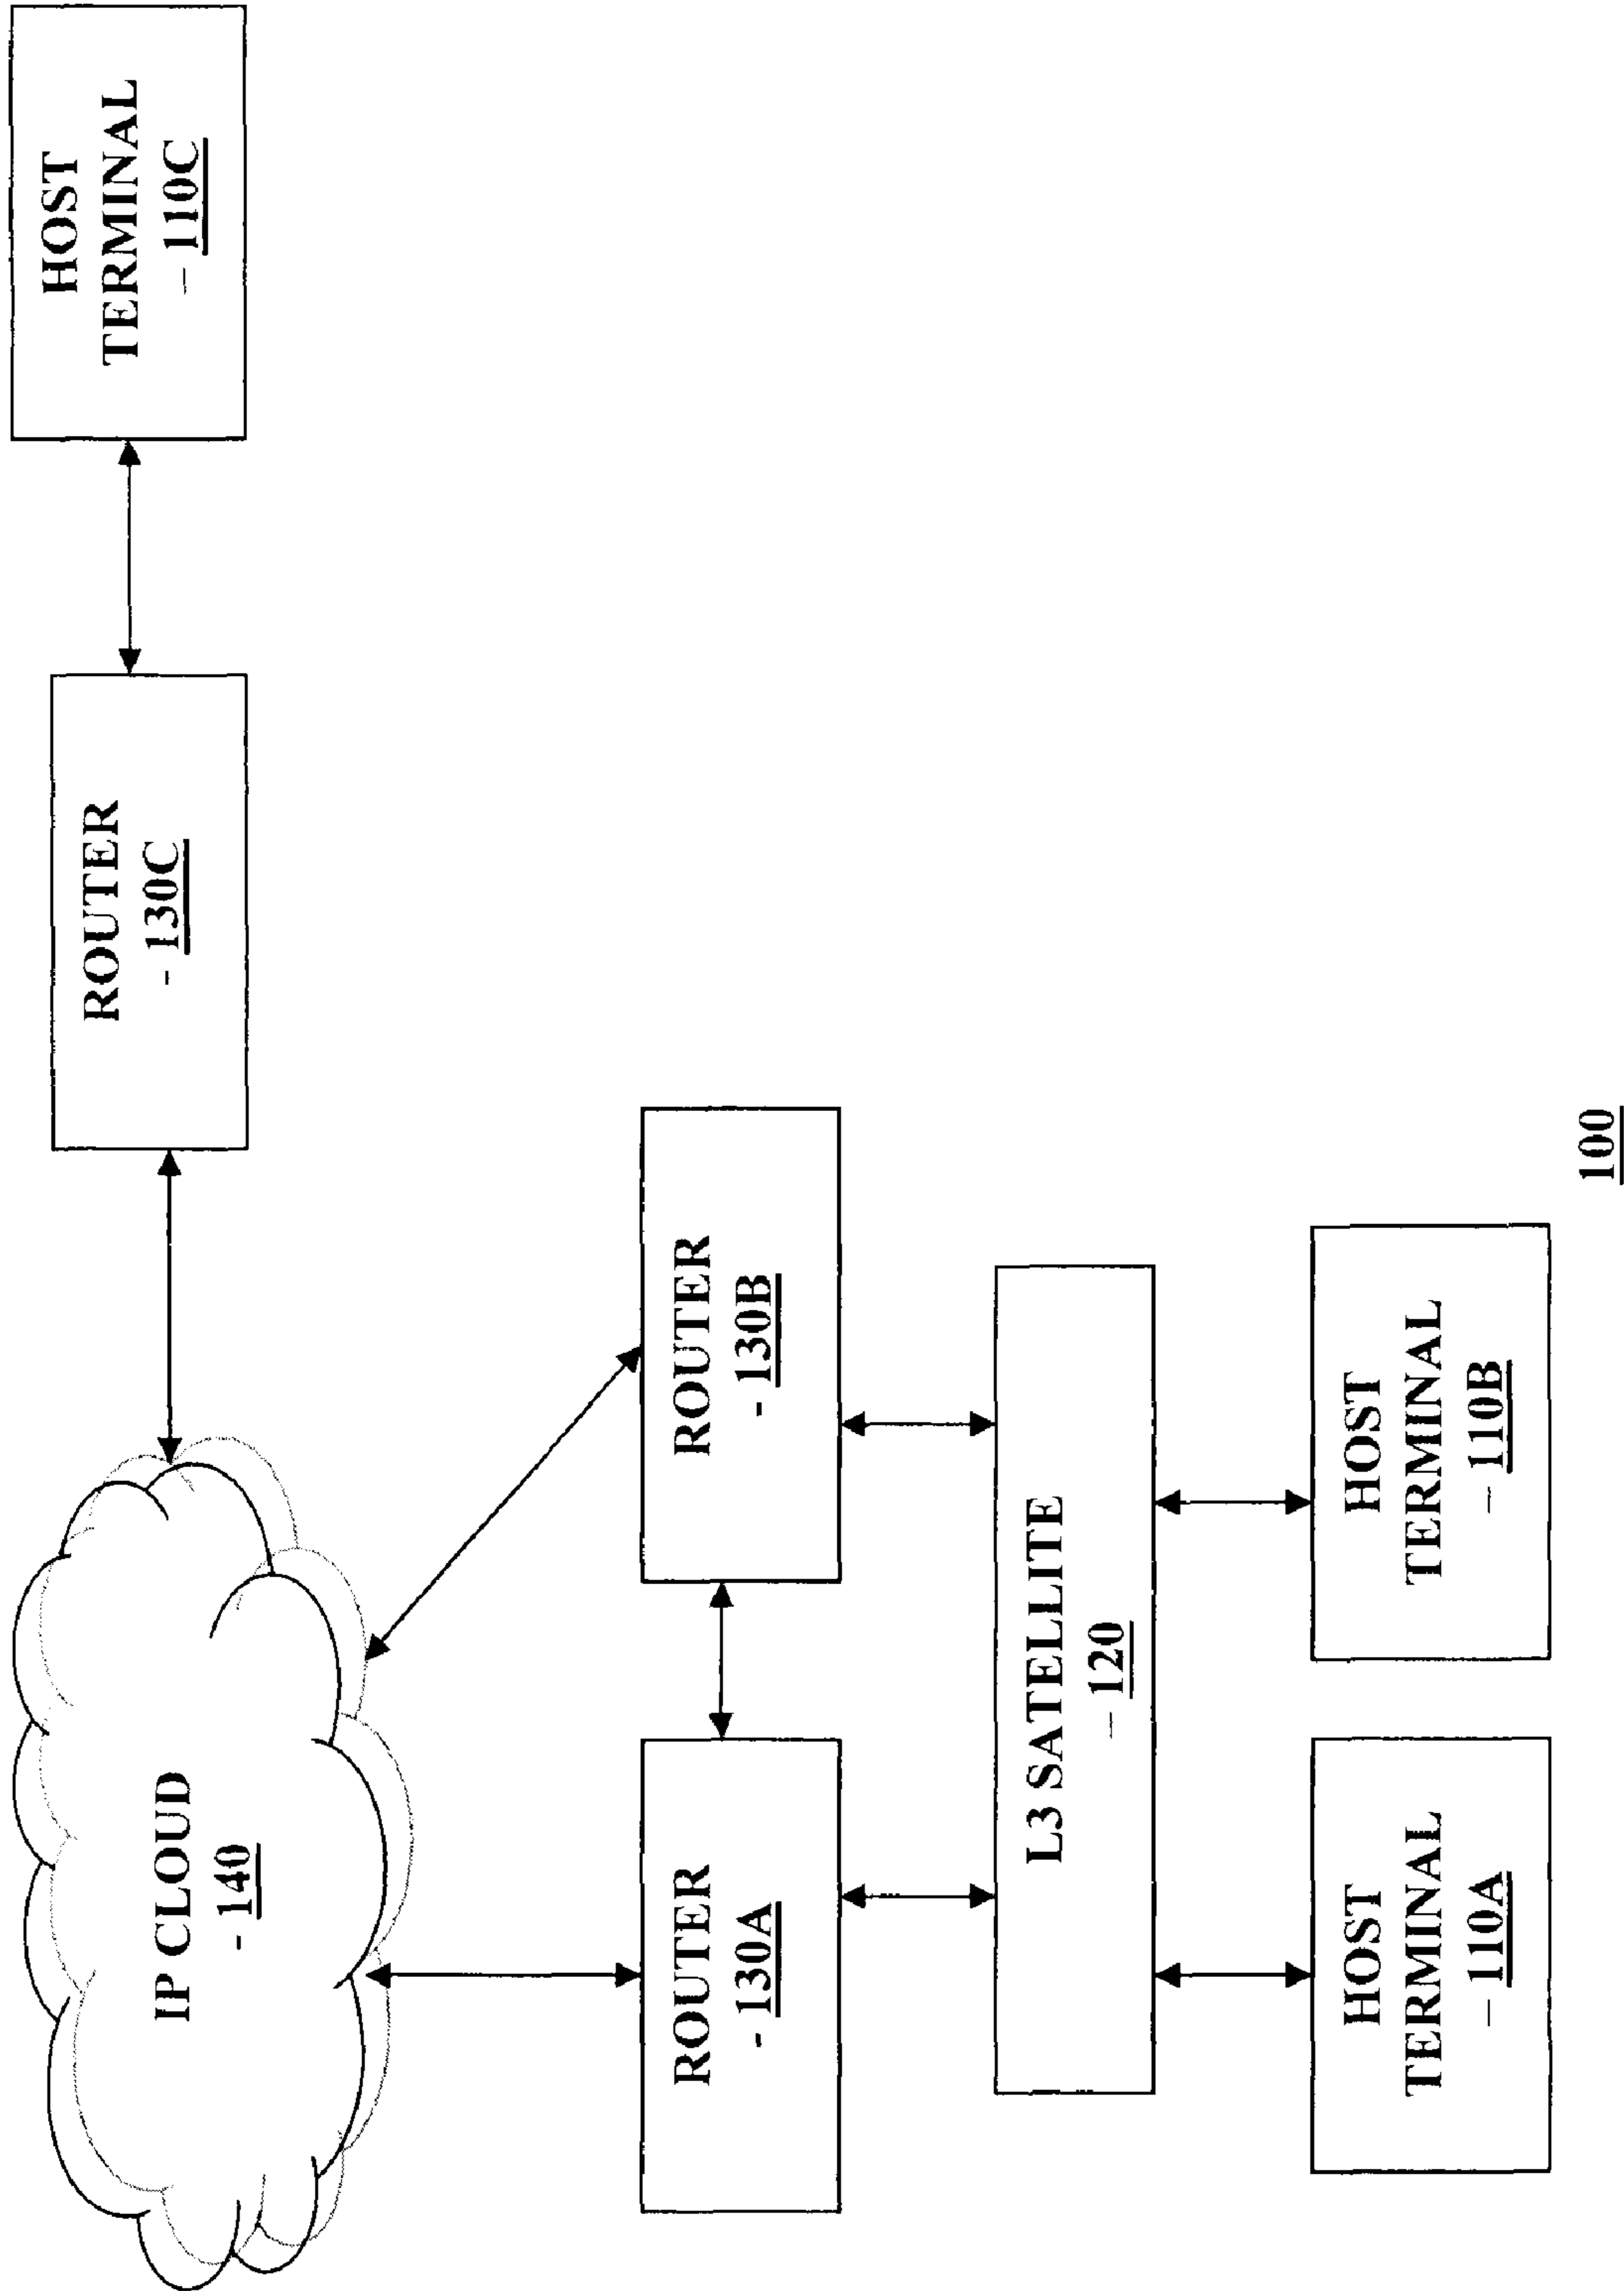 IP CLOUD
- 140
ROUTER
- 130C
HOST
TERMINAL
– 110C
ROUTER
- 130A
ROUTER
- 130B
L3 SATELLITE
– 120
HOST
TERMINAL
– 110A
HOST
TERMINAL
– 110B
100